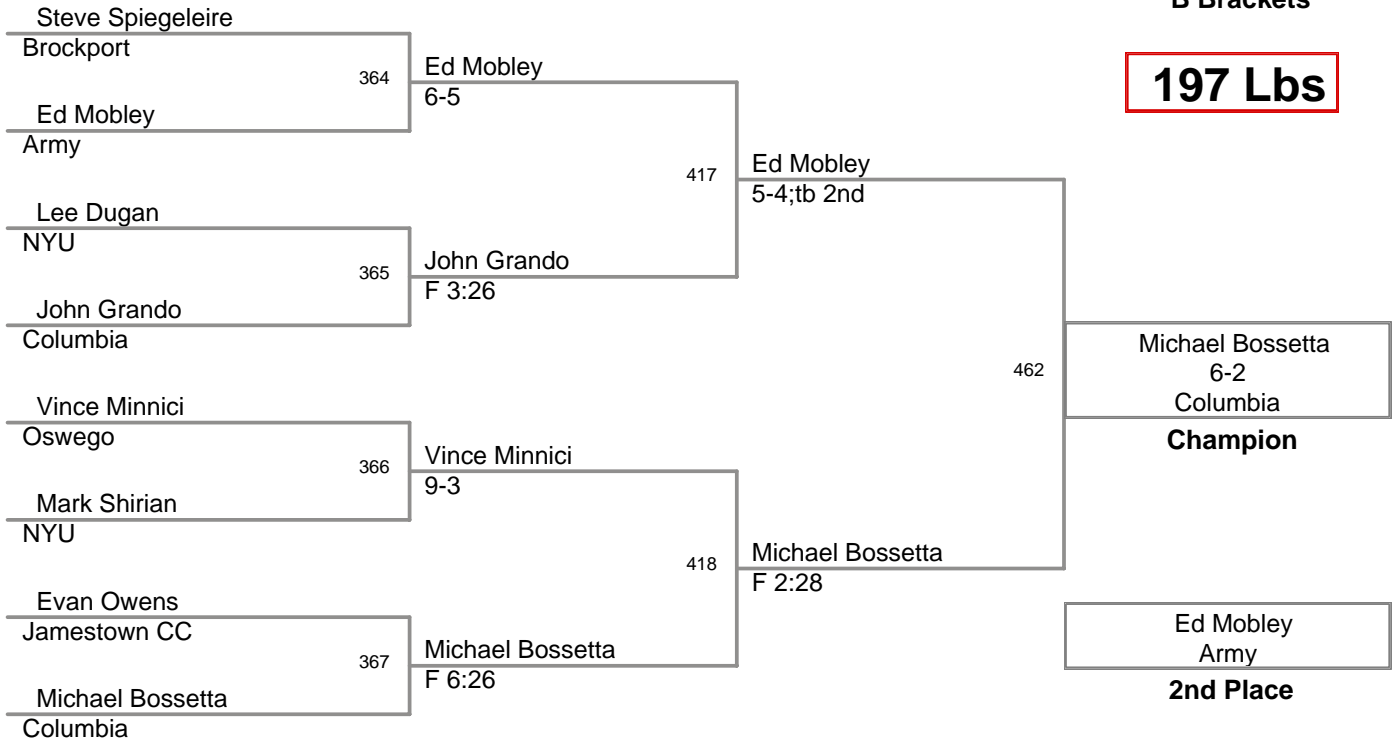 B Brackets
197 Lbs
Steve Spiegeleire
Brockport
364
Ed Mobley
6-5
Ed Mobley
Army
417
Ed Mobley
5-4;tb 2nd
Lee Dugan
NYU
365
John Grando
F 3:26
John Grando
Columbia
462
Michael Bossetta
6-2
Columbia
Champion
Vince Minnici
Oswego
366
Vince Minnici
9-3
Mark Shirian
NYU
418
Michael Bossetta
F 2:28
Evan Owens
Jamestown CC
367
Michael Bossetta
F 6:26
Michael Bossetta
Columbia
Ed Mobley
Army
2nd Place